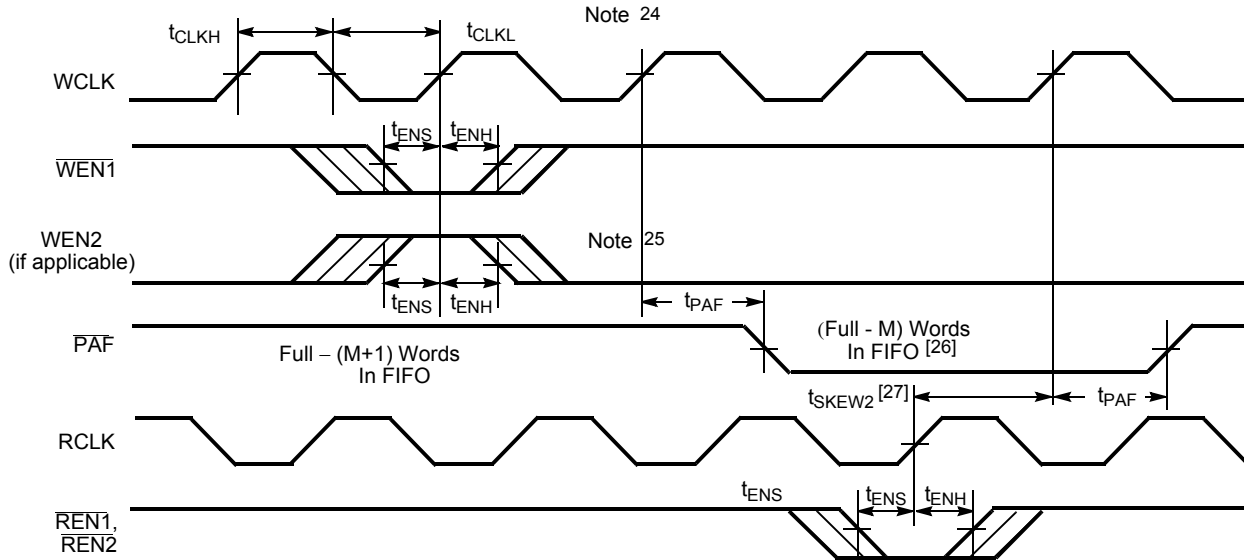 Note 24
tCLKH tCLKL
WCLK
tENS tENH
WEN1
WEN2
(if applicable)
Note 25
tENS tENH
tPAF
PAF
Full – (M+1) Words
In FIFO
(Full - M) Words
In FIFO [26]
tSKEW2 [27]
tPAF
RCLK
tENS tENS tENH
REN1,
REN2